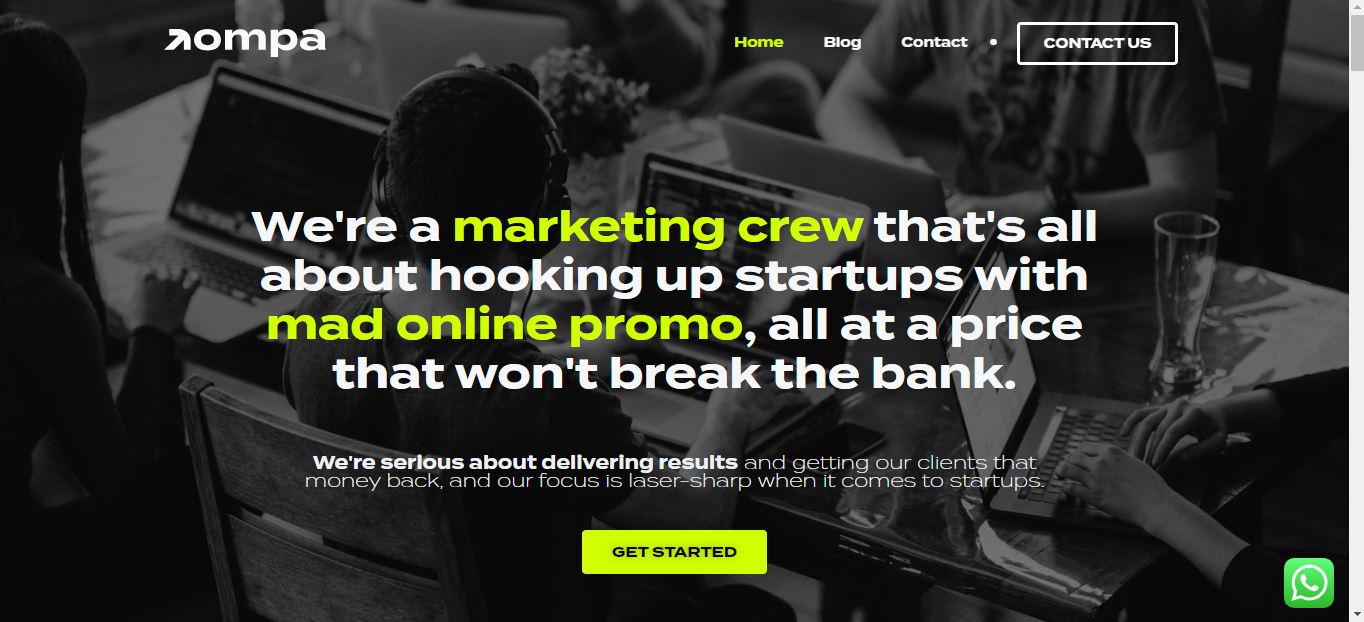 rompa
Home Blog Contact CONTACT US
We're a marketing crew that's all
about hooking up startups with
mad online promo, all at a price
that won't break the bank.
We're serious about delivering results and getting our clients that
money back, and our focus is laser-sharp when it comes to startups.
GET STARTED